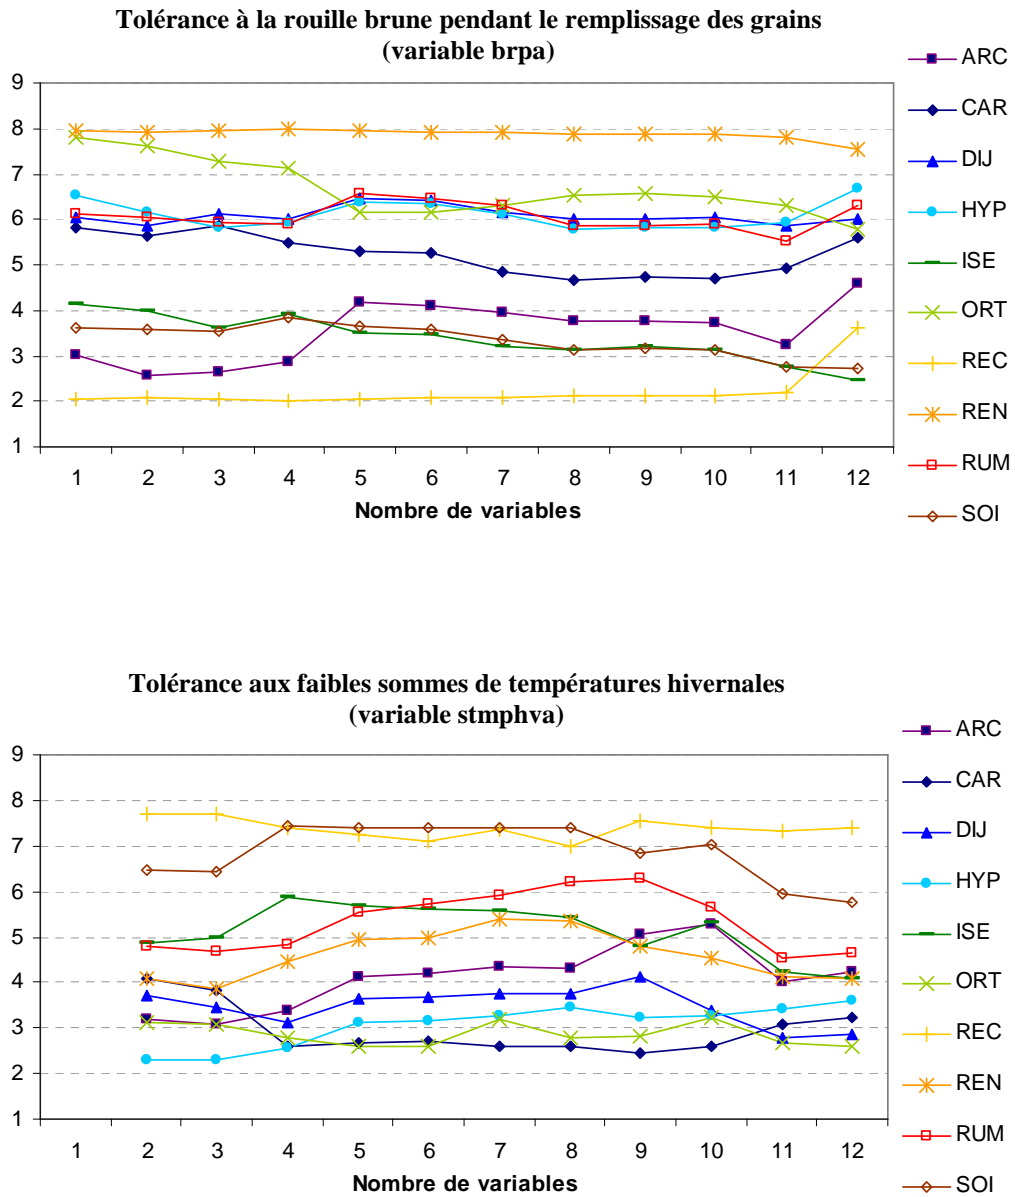 Tolérance à la rouille brune pendant le remplissage des grains
(variable brpa)
9
8
7
6
5
4
3
2
1
1 2 3 4 5 6 7 8 9 10 11 12
Nombre de variables
ARC
CAR
DIJ
HYP
ISE
ORT
REC
REN
RUM
SOI
Tolérance aux faibles sommes de températures hivernales
(variable stmphva)
9
8
7
6
5
4
3
2
1
1 2 3 4 5 6 7 8 9 10 11 12
Nombre de variables
ARC
CAR
DIJ
HYP
ISE
ORT
REC
REN
RUM
SOI